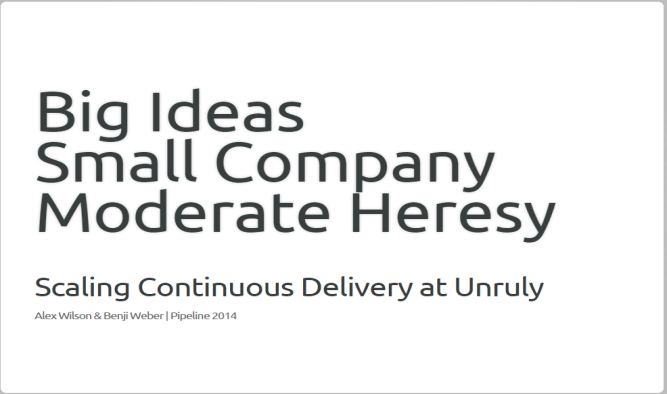 Big Ideas
Small Company
Moderate Heresy
Scaling Continuous Delivery at Unruly
Alex Wilson & Benji Weber | Pipeline 2014